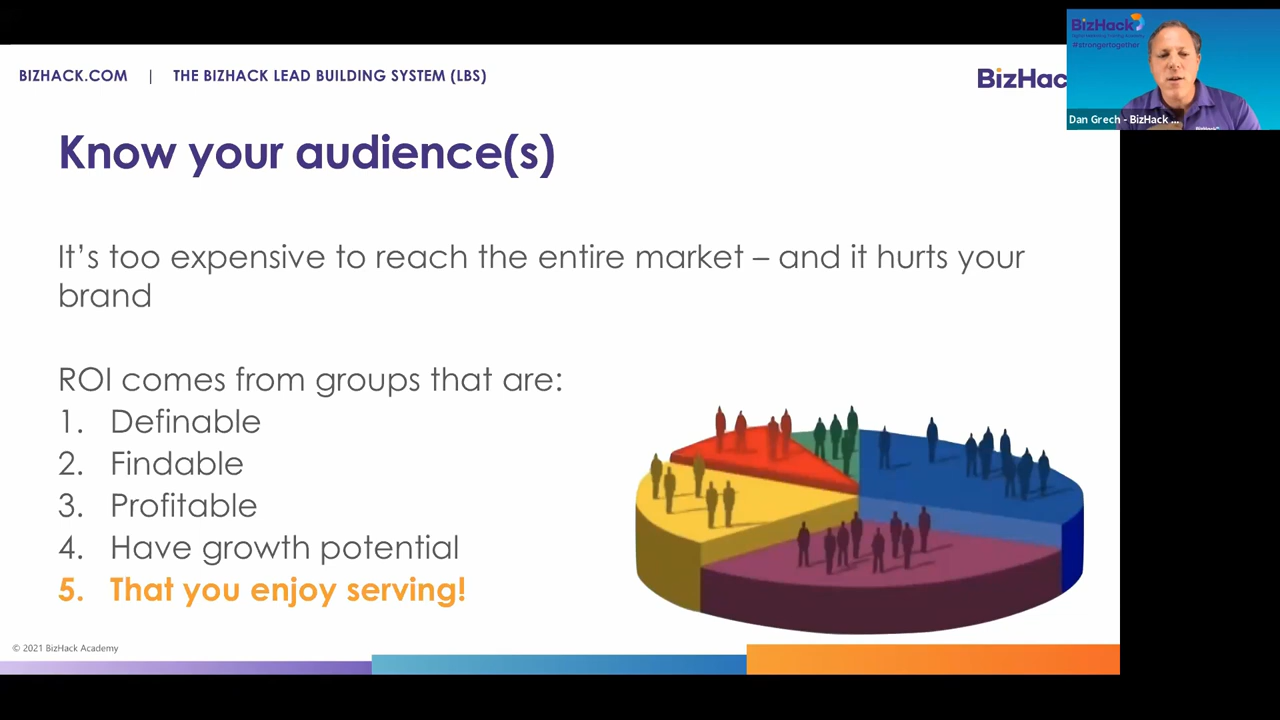 BIZHACK.COM | THE BIZHACK LEAD BUILDING SYSTEM (LBS)
BizHac
BizHack
#strongertogether
Dan Grech - BizHack ...
Know your audience(s)
It's too expensive to reach the entire market – and it hurts your
brand
ROI comes from groups that are:
1. Definable
2. Findable
3. Profitable
4. Have growth potential
5. That you enjoy serving!
© 2021 BizHack Academy